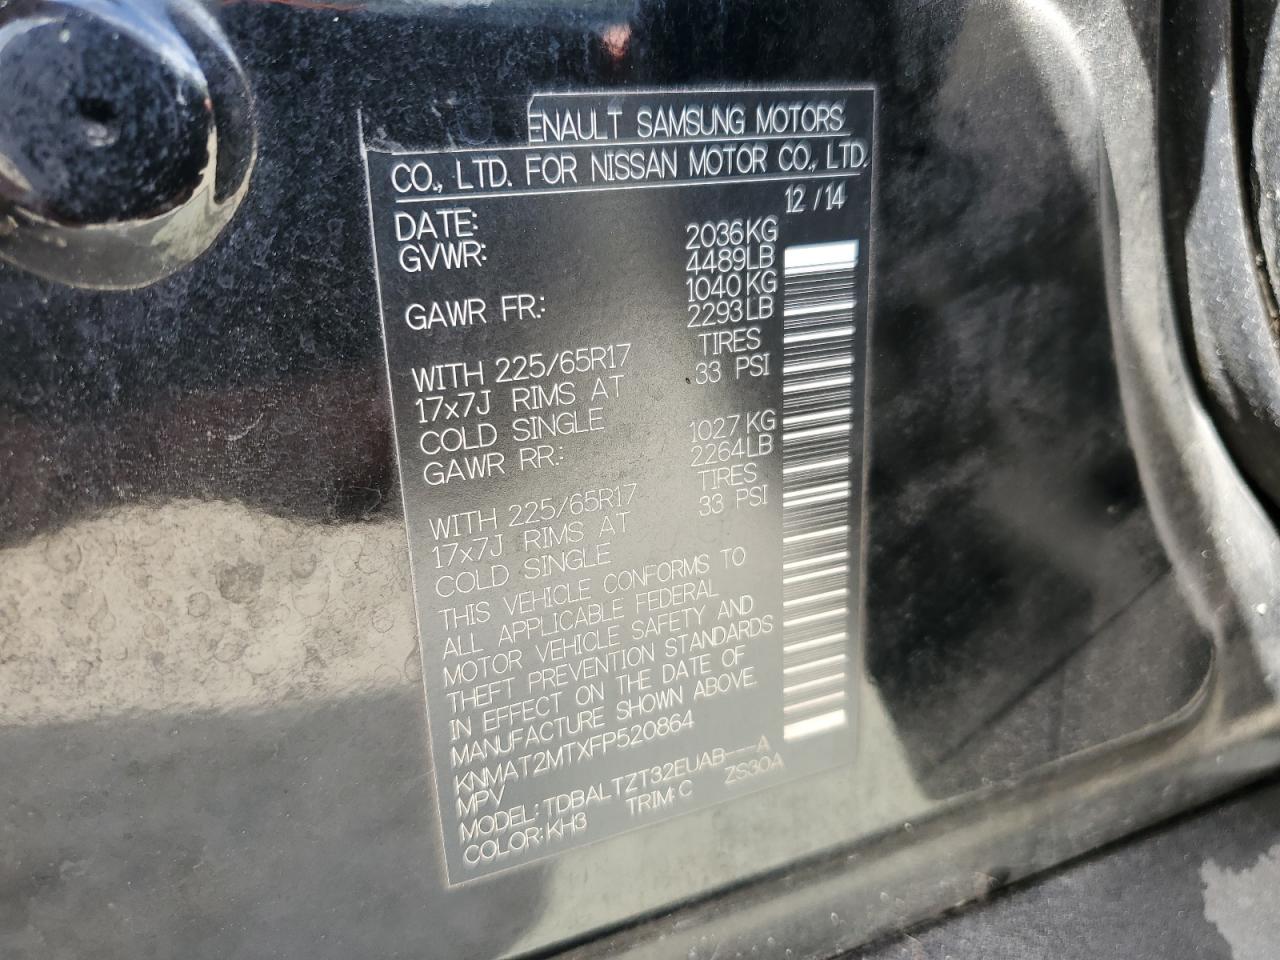 ENAULT SAMSUNG MOTORS
CO., LTD. FOR NISSAN MOTOR CO., LTD.
DATE: 12 /14
GVWR: 2036KG
4489LB
GAWR FR.: 1040KG
2293LB
WITH 225/65R17 TIRES
17x7J RIMS AT 33 PSI
COLD SINGLE
GAWR RR.: 1027KG
2264LB
WITH 225/65R17 TIRES
17x7J RIMS AT 33 PSI
COLD SINGLE
THIS VEHICLE CONFORMS TO
ALL APPLICABLE FEDERAL
MOTOR VEHICLE SAFETY AND
THEFT PREVENTION STANDARDS
IN EFFECT ON THE DATE OF
MANUFACTURE SHOWN ABOVE.
KNMAT2MTXFP520864
MPV
MODEL:TDBALTZT32EUAB---A
COLOR:KH3 TRIM:C ZS30A